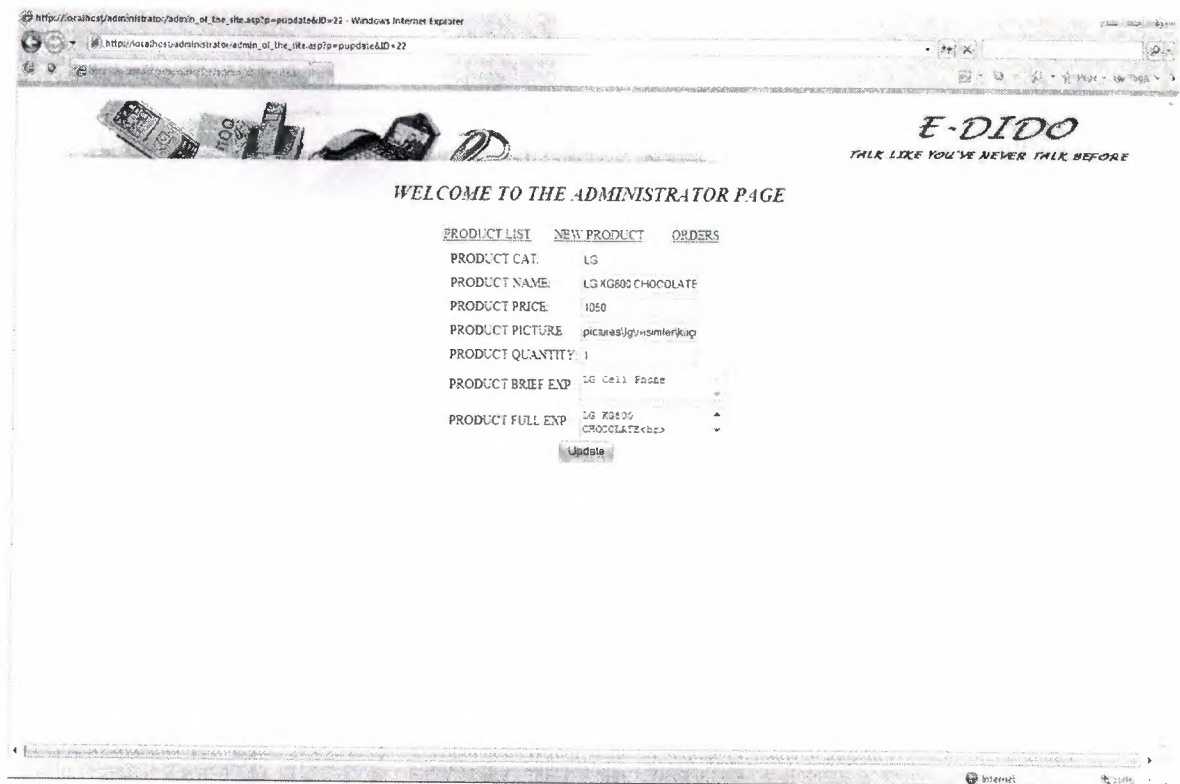 http://localhost/administrator/admin_of_the_site.asp?p=pupdate&ID=22 - Windows Internet Explorer
http://localhost/administrator/admin_of_the_site.asp?p=pupdate&ID=22
E-DIDO
TALK LIKE YOU'VE NEVER TALK BEFORE
WELCOME TO THE ADMINISTRATOR PAGE
PRODUCT LIST NEW PRODUCT ORDERS
PRODUCT CAT: LG
PRODUCT NAME: LG KG800 CHOCOLATE
PRODUCT PRICE: 1050
PRODUCT PICTURE
PRODUCT QUANTITY: 1
PRODUCT BRIEF EXP LG Cell Phone
PRODUCT FULL EXP LG KG800
CHOCOLATE<br>
Update
Internet